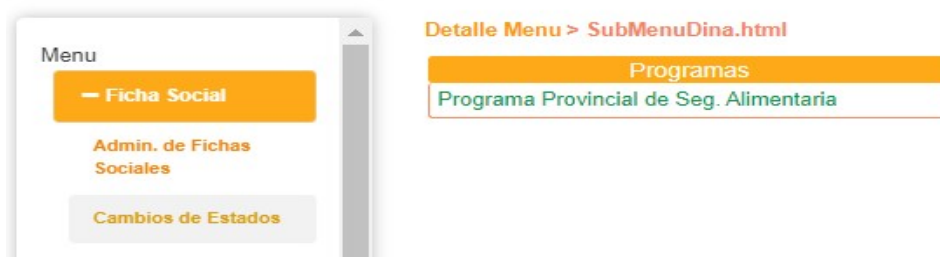 Menu
− Ficha Social
Admin. de Fichas
Sociales
Cambios de Estados
Detalle Menu > SubMenuDina.html
Programas
Programa Provincial de Seg. Alimentaria